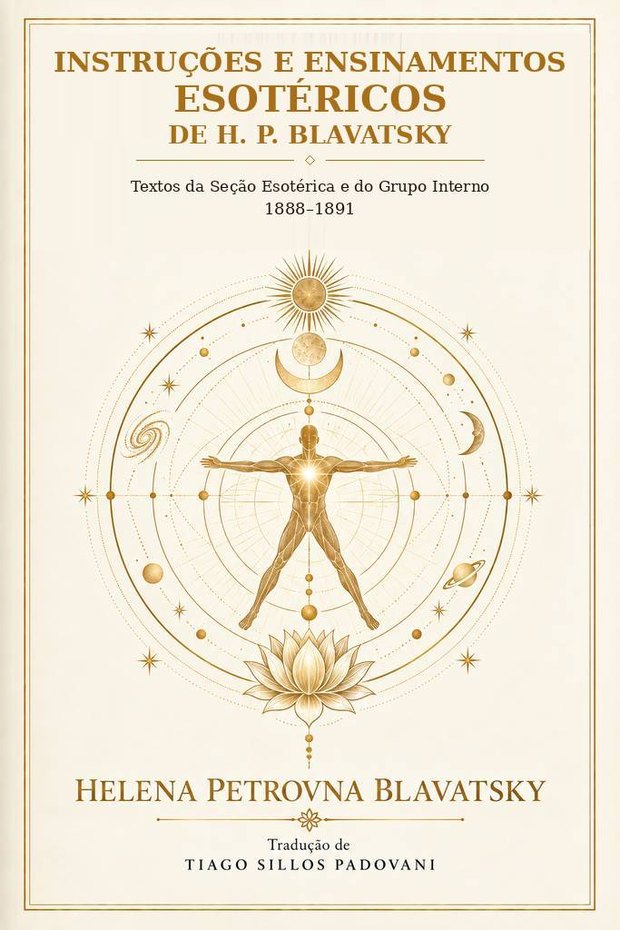 INSTRUÇÕES E ENSINAMENTOS
ESOTÉRICOS
DE H. P. BLAVATSKY
Textos da Seção Esotérica e do Grupo Interno
1888–1891
HELENA PETROVNA BLAVATSKY
Tradução de
TIAGO SILLOS PADOVANI